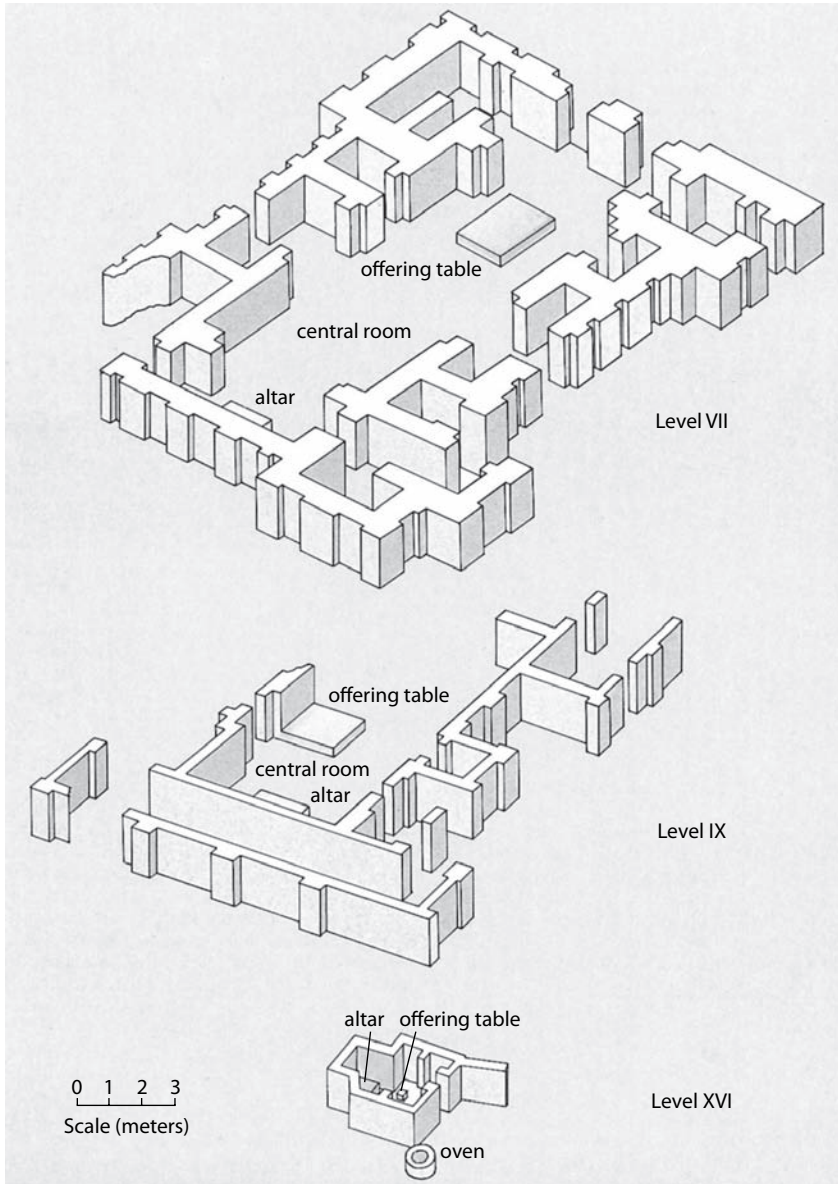 offering table
central room
altar
Level VII
offering table
central room
altar
Level IX
altar offering table
0 1 2 3
Scale (meters)
Level XVI
oven